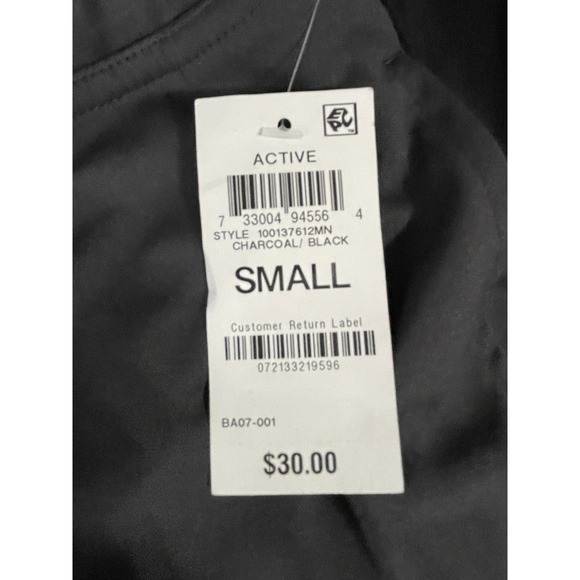 ACTIVE
7 33004 94556 4
STYLE 100137612MN
CHARCOAL/ BLACK
SMALL
Customer Return Label
072133219596
BA07-001
$30.00